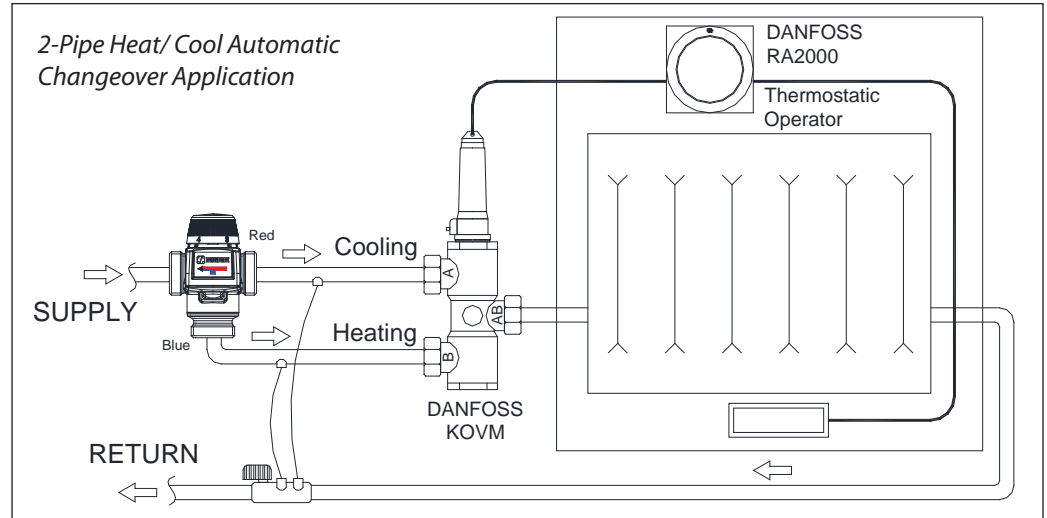 2-Pipe Heat/ Cool Automatic
Changeover Application
DANFOSS
RA2000
Thermostatic
Operator
Red
Cooling
A
SUPPLY
AB
Heating
Blue
B
DANFOSS
KOVM
RETURN